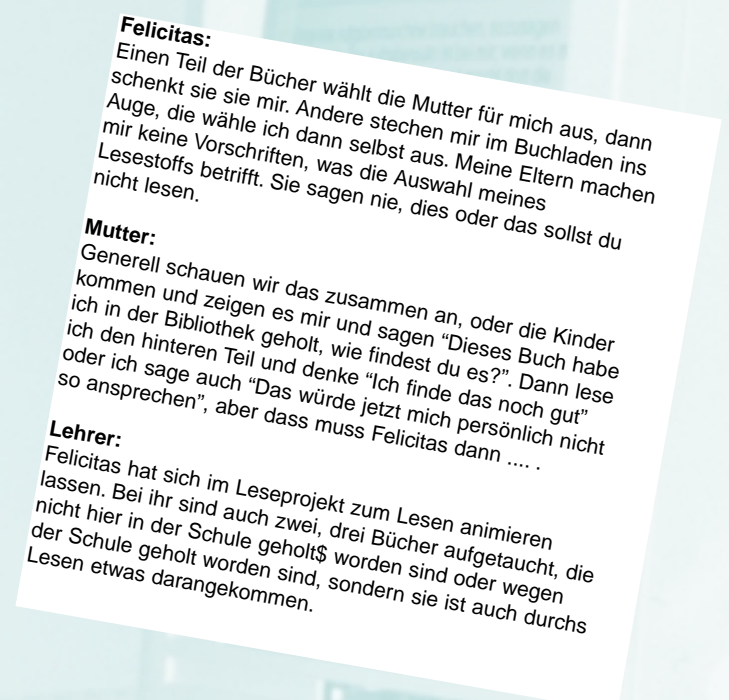 Felicitas:
Einen Teil der Bücher wählt die Mutter für mich aus, dann
schenkt sie sie mir. Andere stechen mir im Buchladen ins
Auge, die wähle ich dann selbst aus. Meine Eltern machen
mir keine Vorschriften, was die Auswahl meines
Lesestoffs betrifft. Sie sagen nie, dies oder das sollst du
nicht lesen.
Mutter:
Generell schauen wir das zusammen an, oder die Kinder
kommen und zeigen es mir und sagen “Dieses Buch habe
ich in der Bibliothek geholt, wie findest du es?”. Dann lese
ich den hinteren Teil und denke “Ich finde das noch gut”
oder ich sage auch “Das würde jetzt mich persönlich nicht
so ansprechen”, aber dass muss Felicitas dann .... .
Lehrer:
Felicitas hat sich im Leseprojekt zum Lesen animieren
lassen. Bei ihr sind auch zwei, drei Bücher aufgetaucht, die
nicht hier in der Schule geholt$ worden sind oder wegen
der Schule geholt worden sind, sondern sie ist auch durchs
Lesen etwas darangekommen.